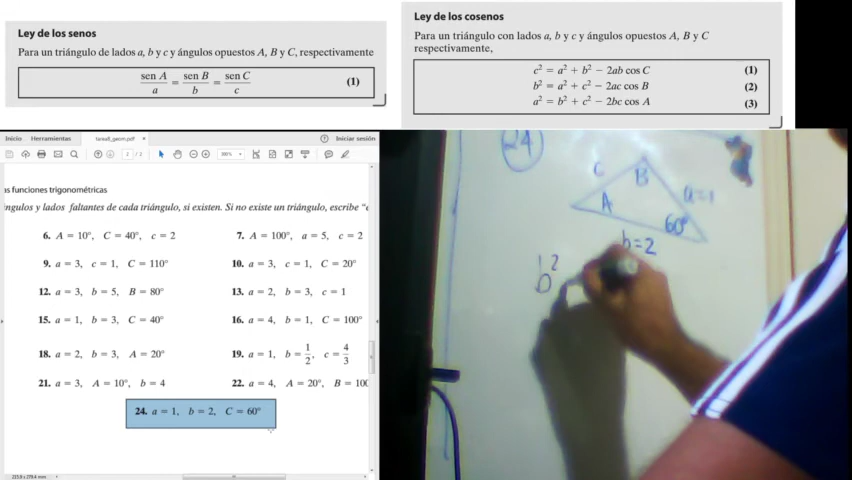 Ley de los senos
Para un triángulo de lados a, b y c y ángulos opuestos A, B y C, respectivamente
sen A / a = sen B / b = sen C / c (1)
Ley de los cosenos
Para un triángulo con lados a, b y c y ángulos opuestos A, B y C
respectivamente,
c² = a² + b² − 2ab cos C (1)
b² = a² + c² − 2ac cos B (2)
a² = b² + c² − 2bc cos A (3)
Inicio Herramientas tarea8_geom.pdf × Iniciar sesión
2 / 2
as funciones trigonométricas
ngulos y lados faltantes de cada triángulo, si existen. Si no existe un triángulo, escribe
6. A = 10°, C = 40°, c = 2
7. A = 100°, a = 5, c = 2
9. a = 3, c = 1, C = 110°
10. a = 3, c = 1, C = 20°
12. a = 3, b = 5, B = 80°
13. a = 2, b = 3, c = 1
15. a = 1, b = 3, C = 40°
16. a = 4, b = 1, C = 100°
18. a = 2, b = 3, A = 20°
19. a = 1, b = 1/2, c = 4/3
21. a = 3, A = 10°, b = 4
22. a = 4, A = 20°, B = 100
24. a = 1, b = 2, C = 60°
24
c
B
a=1
A
60°
b=2
b²